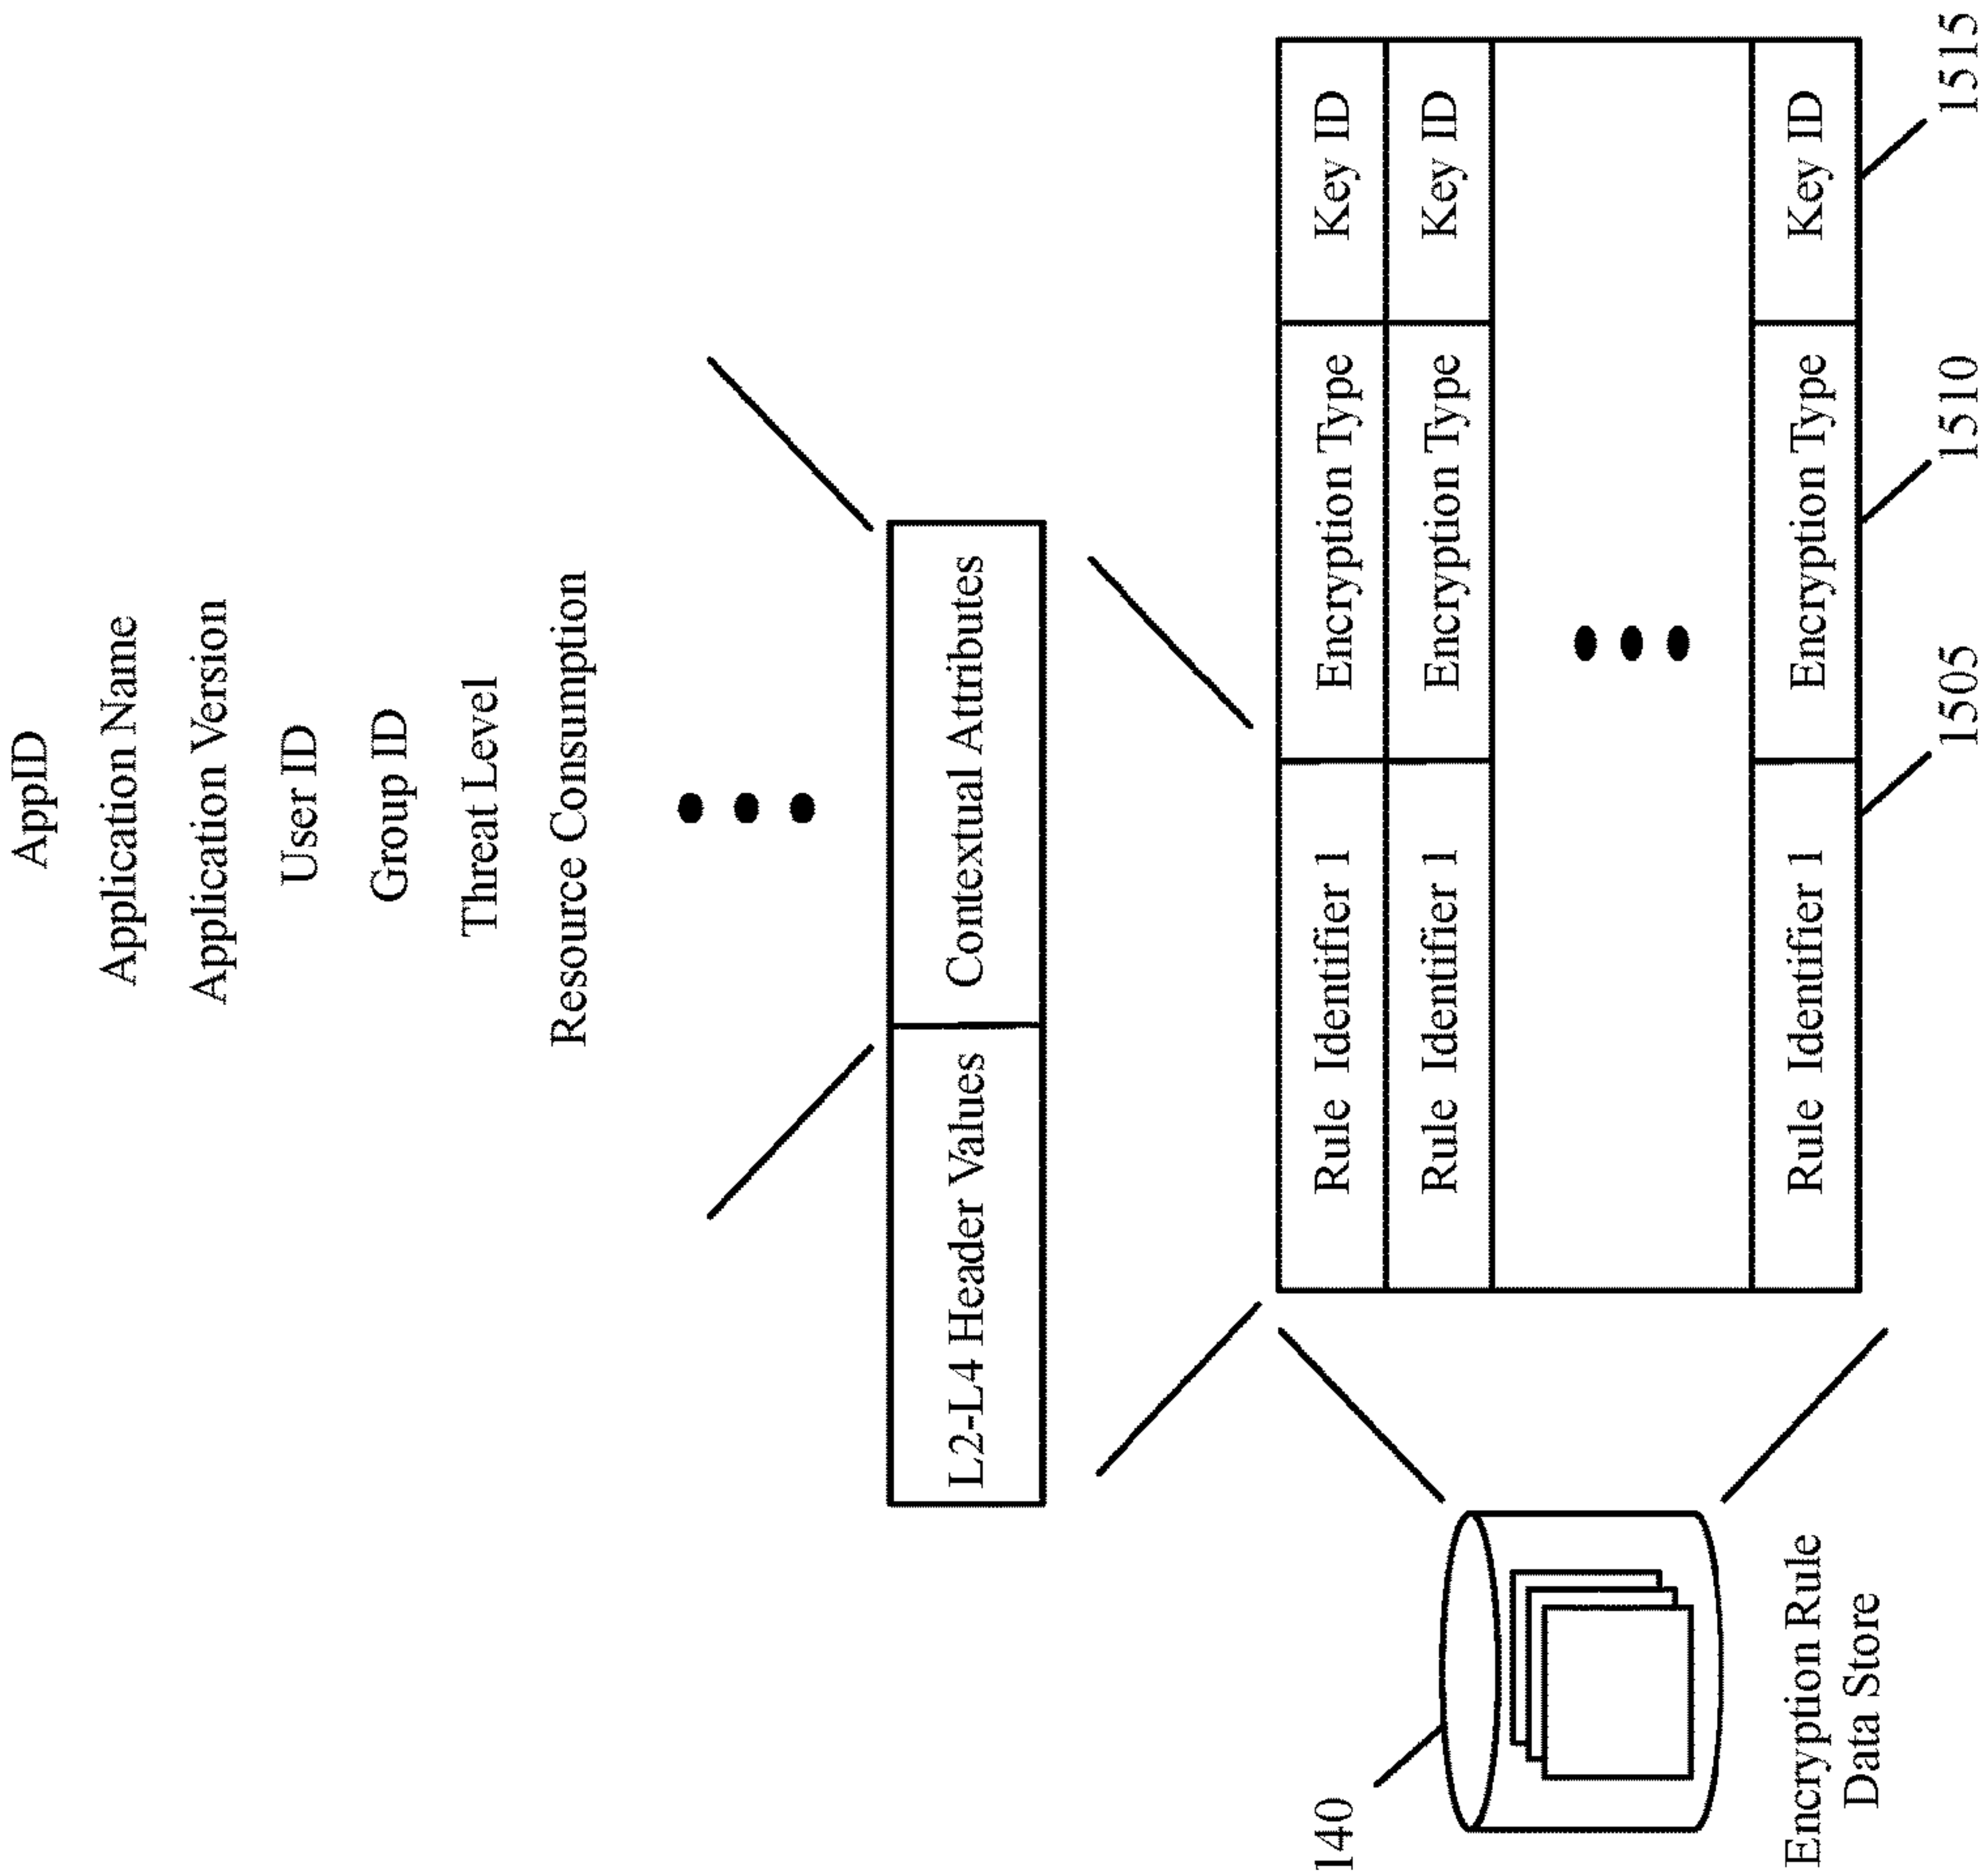 AppID
Application Name
Application Version
User ID
Group ID
Threat Level
Resource Consumption
L2-L4 Header Values
Contextual Attributes
Rule Identifier 1
Encryption Type
Key ID
Rule Identifier 1
Encryption Type
Key ID
Rule Identifier 1
Encryption Type
Key ID
140
Encryption Rule
Data Store
1505
1510
1515